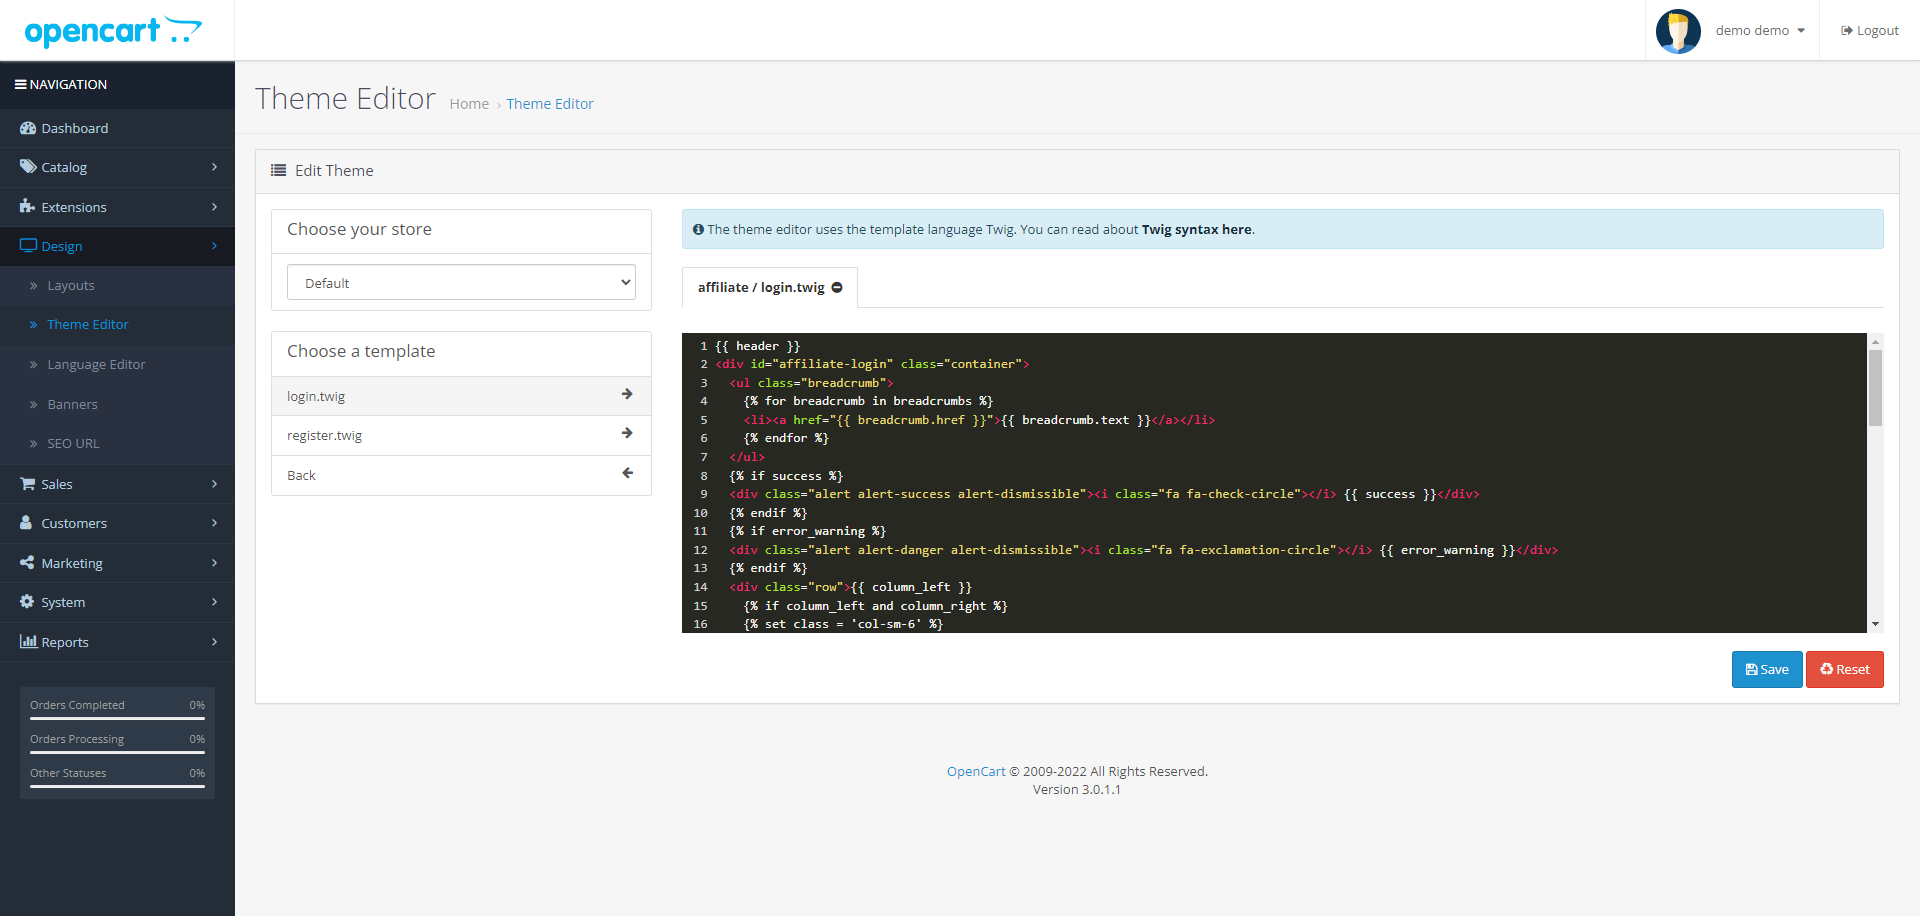 opencart
demo demo
Logout
NAVIGATION
Dashboard
Catalog
Extensions
Design
Layouts
Theme Editor
Language Editor
Banners
SEO URL
Sales
Customers
Marketing
System
Reports
Orders Completed 0%
Orders Processing 0%
Other Statuses 0%
Theme Editor
Home › Theme Editor
Edit Theme
Choose your store
Default
Choose a template
login.twig
register.twig
Back
The theme editor uses the template language Twig. You can read about Twig syntax here.
affiliate / login.twig
1 {{ header }}
2 <div id="affiliate-login" class="container">
3   <ul class="breadcrumb">
4     {% for breadcrumb in breadcrumbs %}
5     <li><a href="{{ breadcrumb.href }}">{{ breadcrumb.text }}</a></li>
6     {% endfor %}
7   </ul>
8   {% if success %}
9   <div class="alert alert-success alert-dismissible"><i class="fa fa-check-circle"></i> {{ success }}</div>
10   {% endif %}
11   {% if error_warning %}
12   <div class="alert alert-danger alert-dismissible"><i class="fa fa-exclamation-circle"></i> {{ error_warning }}</div>
13   {% endif %}
14   <div class="row">{{ column_left }}
15     {% if column_left and column_right %}
16     {% set class = 'col-sm-6' %}
Save
Reset
OpenCart © 2009-2022 All Rights Reserved.
Version 3.0.1.1